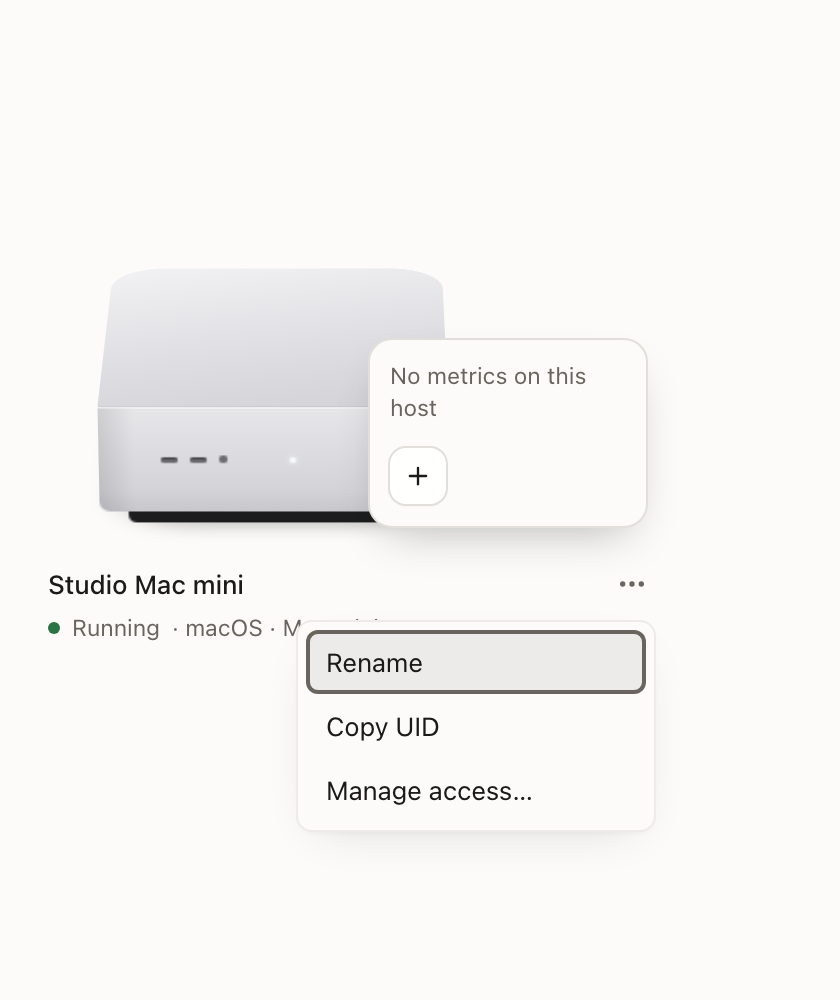 No metrics on this
host
Studio Mac mini
Running · macOS ·
Rename
Copy UID
Manage access...